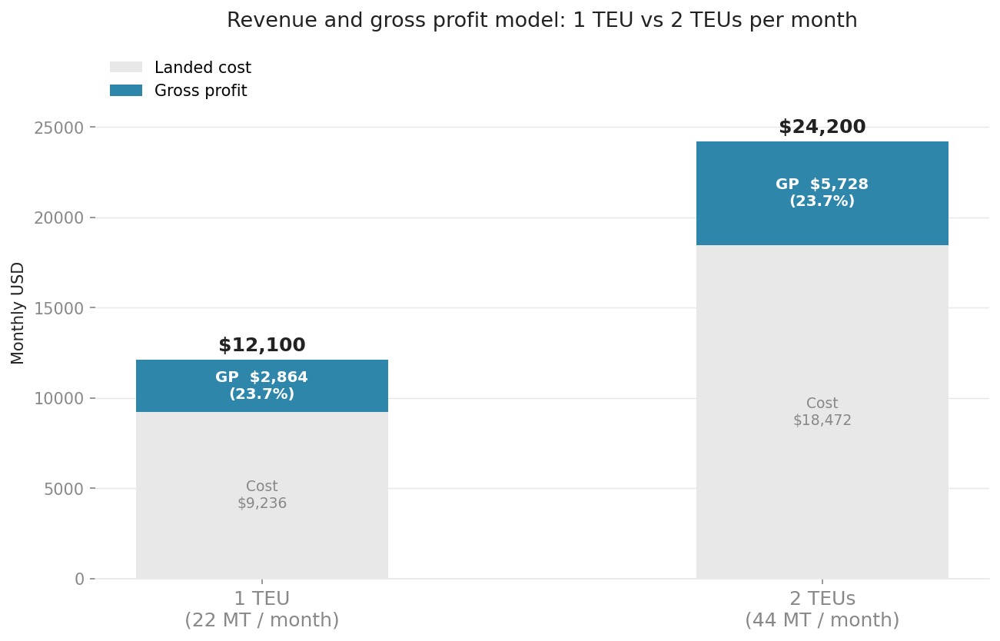 Revenue and gross profit model: 1 TEU vs 2 TEUs per month
Landed cost
Gross profit
Monthly USD
25000
20000
15000
10000
5000
0
$12,100
GP $2,864
(23.7%)
Cost
$9,236
$24,200
GP $5,728
(23.7%)
Cost
$18,472
1 TEU
(22 MT / month)
2 TEUs
(44 MT / month)